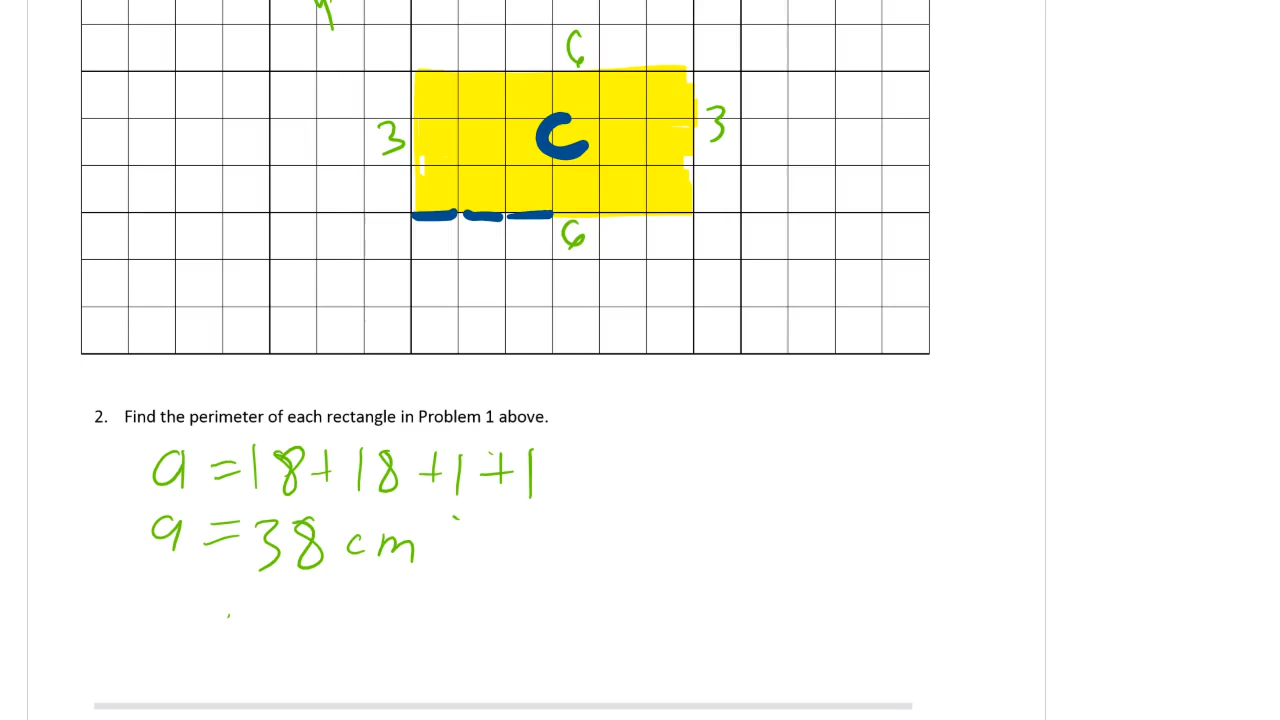 6
3 C 3
6
2. Find the perimeter of each rectangle in Problem 1 above.
a = 18 + 18 + 1 + 1
a = 38 cm